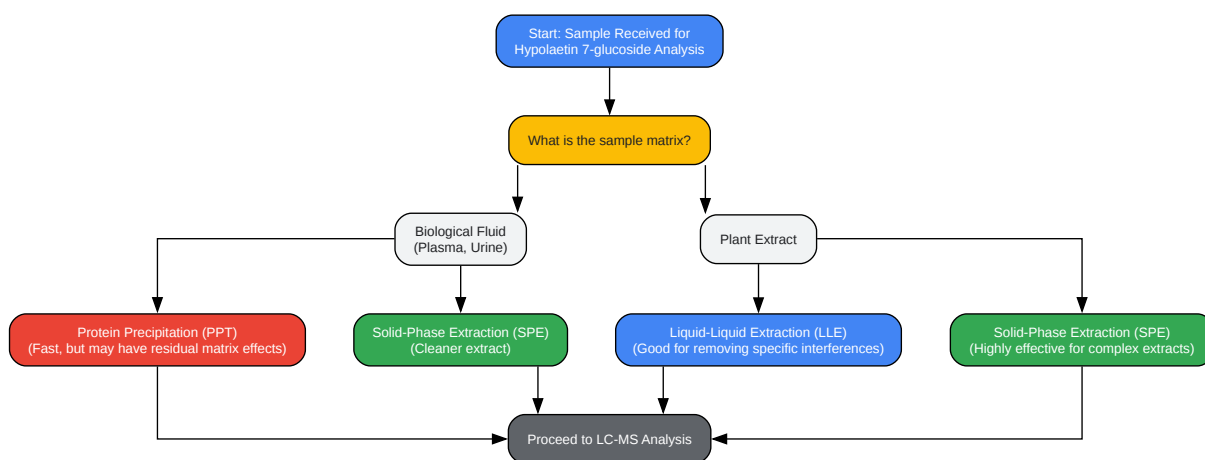 Start: Sample Received for
Hypolaetin 7-glucoside Analysis
What is the sample matrix?
Biological Fluid
(Plasma, Urine)
Plant Extract
Protein Precipitation (PPT)
(Fast, but may have residual matrix effects)
Solid-Phase Extraction (SPE)
(Cleaner extract)
Liquid-Liquid Extraction (LLE)
(Good for removing specific interferences)
Solid-Phase Extraction (SPE)
(Highly effective for complex extracts)
Proceed to LC-MS Analysis